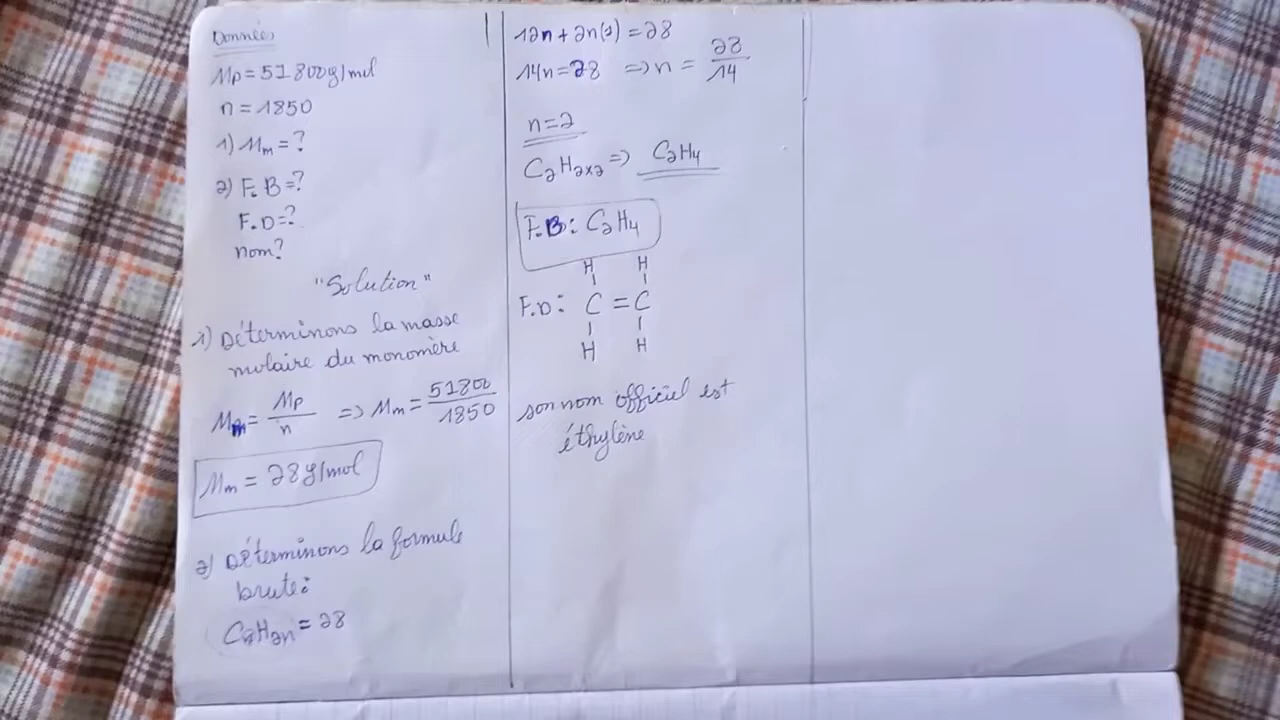 Données
Mp = 51800g/mol
n = 1850
1) Mm = ?
2) F.B = ?
F.D = ?
nom?
"Solution"
1) Déterminons la masse
molaire du monomère
Mm = Mp/n => Mm = 51800/1850
Mm = 28g/mol
2) Déterminons la formule
brute:
CnH2n = 28
12n + 2n(1) = 28
14n = 28 => n = 28/14
n = 2
C2H2x2 => C2H4
F.B: C2H4
H H
F.D: C = C
H H
son nom officiel est
éthylène